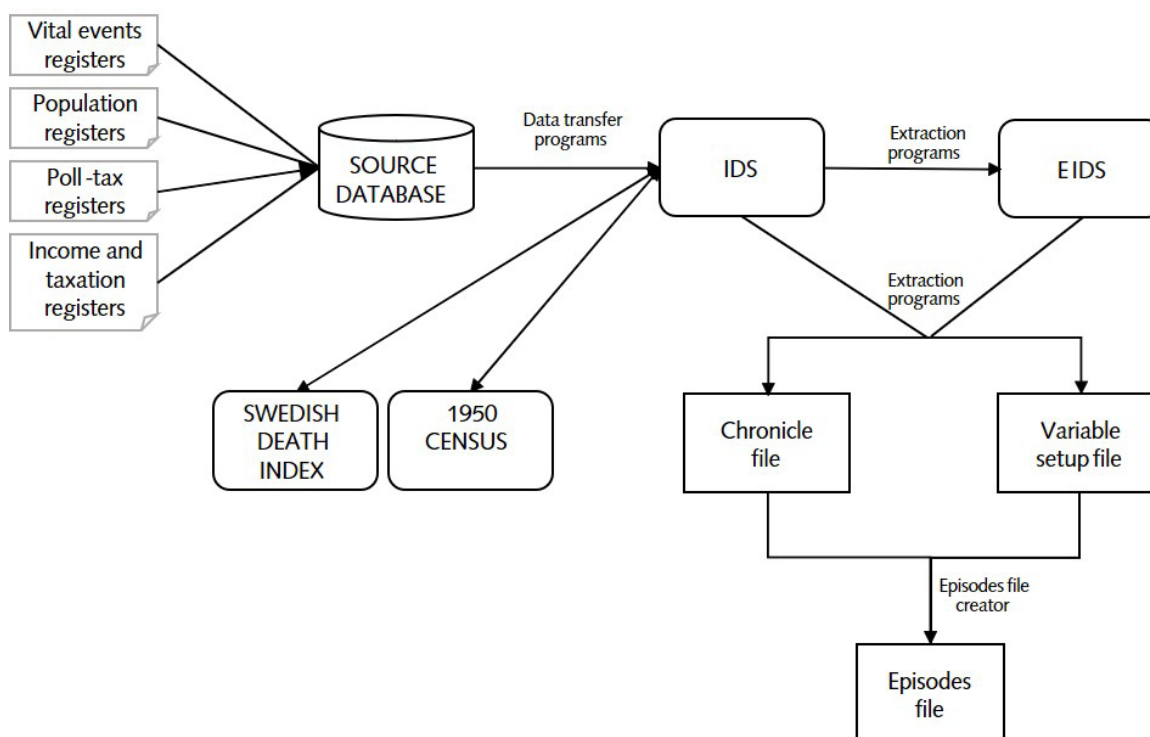 Vital events
registers
Population
registers
Poll-tax
registers
Income and
taxation
registers
SOURCE
DATABASE
Data transfer
programs
IDS
Extraction
programs
EIDS
Extraction
programs
SWEDISH
DEATH
INDEX
1950
CENSUS
Chronicle
file
Variable
setup file
Episodes file
creator
Episodes
file